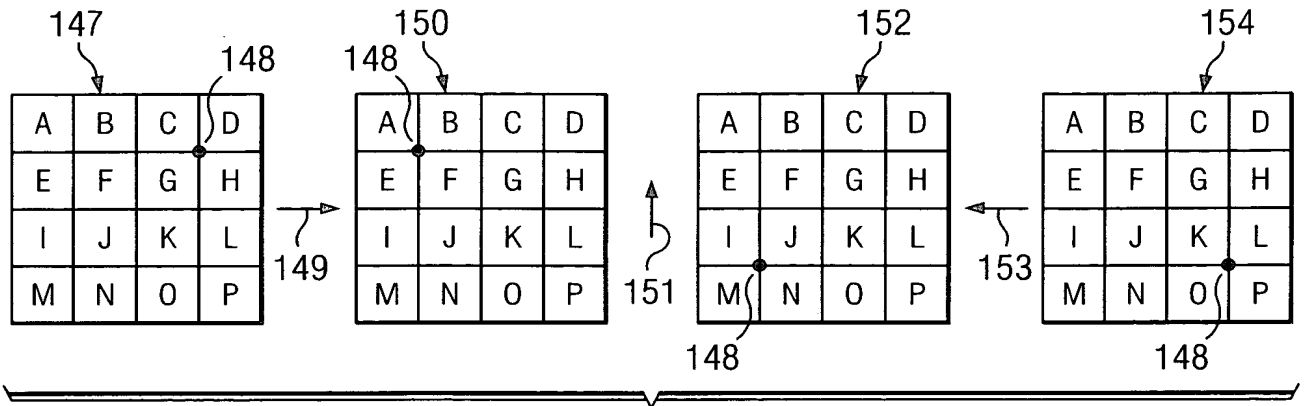 147
148
150
148
152
154
A B C D
E F G H
I J K L
M N O P
A B C D
E F G H
I J K L
M N O P
A B C D
E F G H
I J K L
M N O P
A B C D
E F G H
I J K L
M N O P
149
151
153
148
148